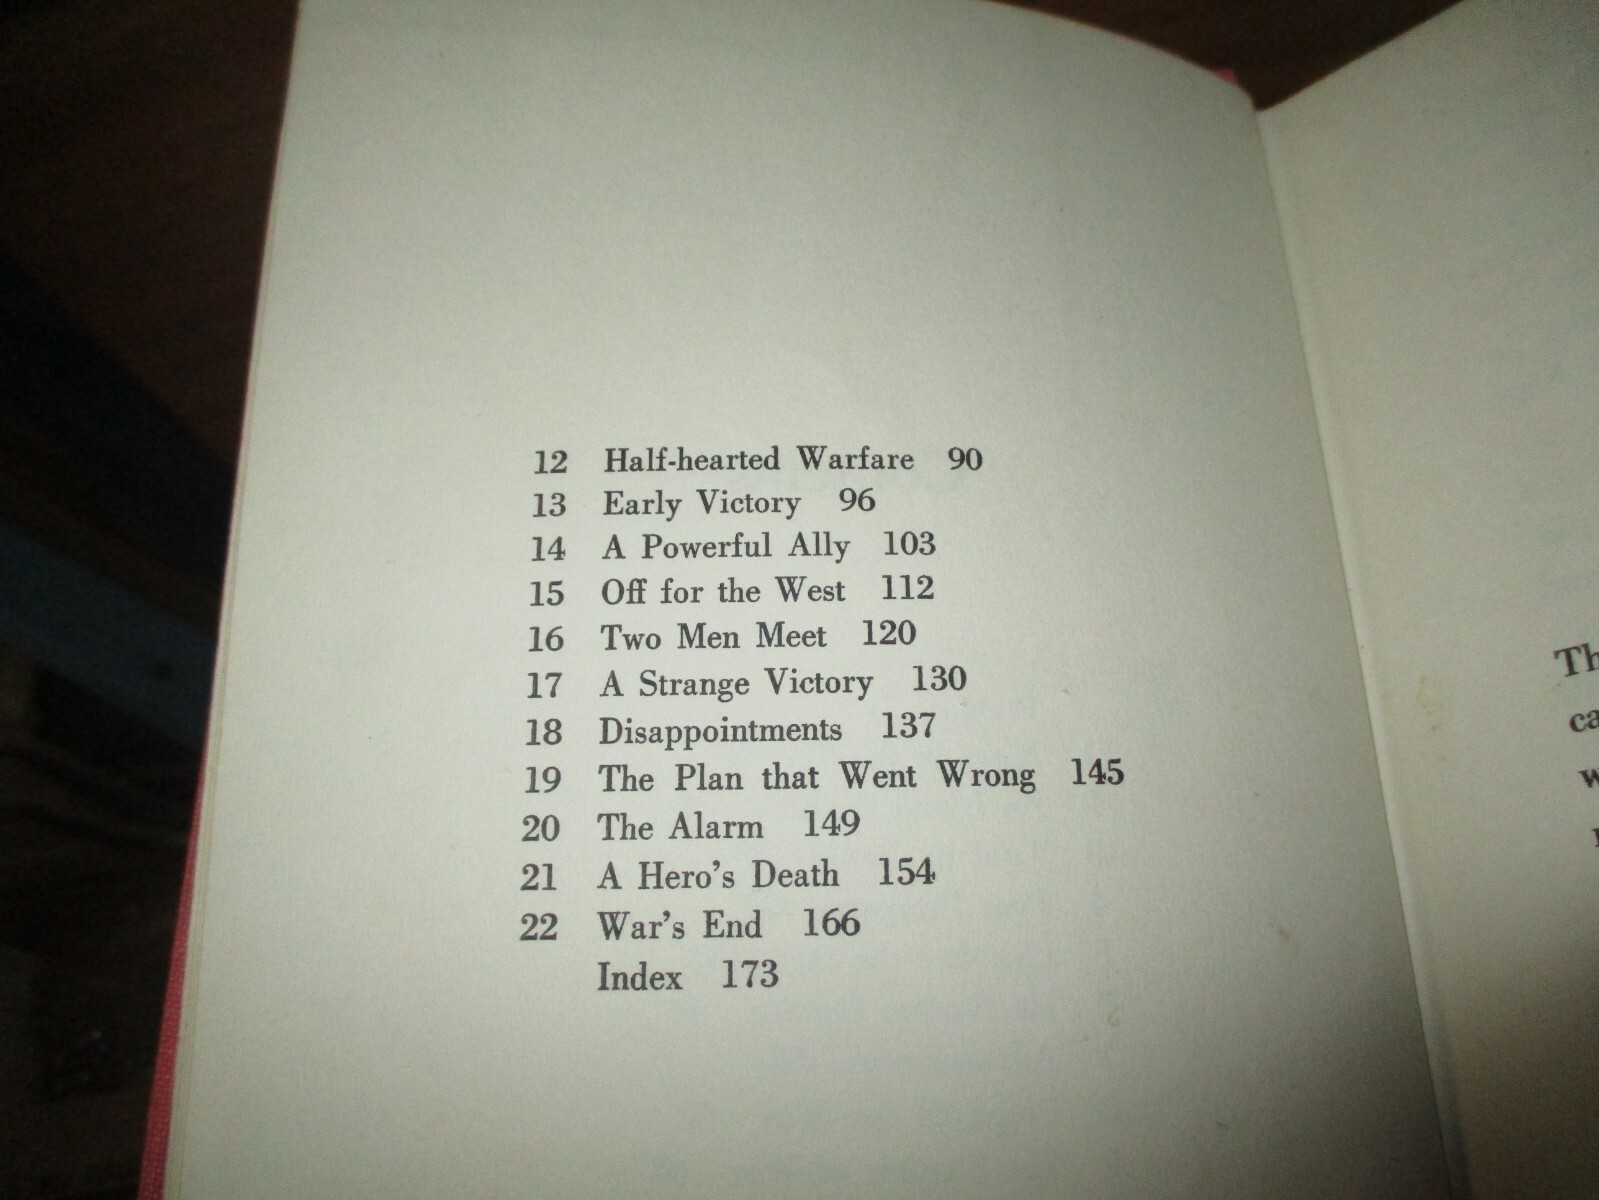 12 Half-hearted Warfare 90
13 Early Victory 96
14 A Powerful Ally 103
15 Off for the West 112
16 Two Men Meet 120
17 A Strange Victory 130
18 Disappointments 137
19 The Plan that Went Wrong 145
20 The Alarm 149
21 A Hero's Death 154
22 War's End 166
Index 173